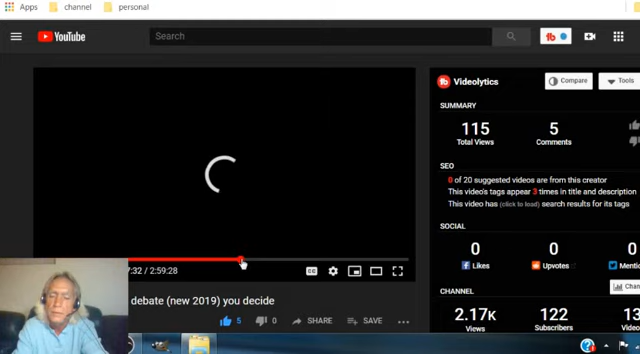 Apps channel personal
YouTube
Search
tb
tb Videolytics
Compare
Tools
SUMMARY
115
5
Total Views
Comments
SEO
0 of 20 suggested videos are from this creator
This video's tags appear 3 times in title and description
This video has (click to load) search results for its tags
SOCIAL
0
0
0
Likes
Upvotes
CHANNEL
2.17K
122
Views
Subscribers
7:32 / 2:59:28
CC
debate (new 2019) you decide
5
0
SHARE
SAVE